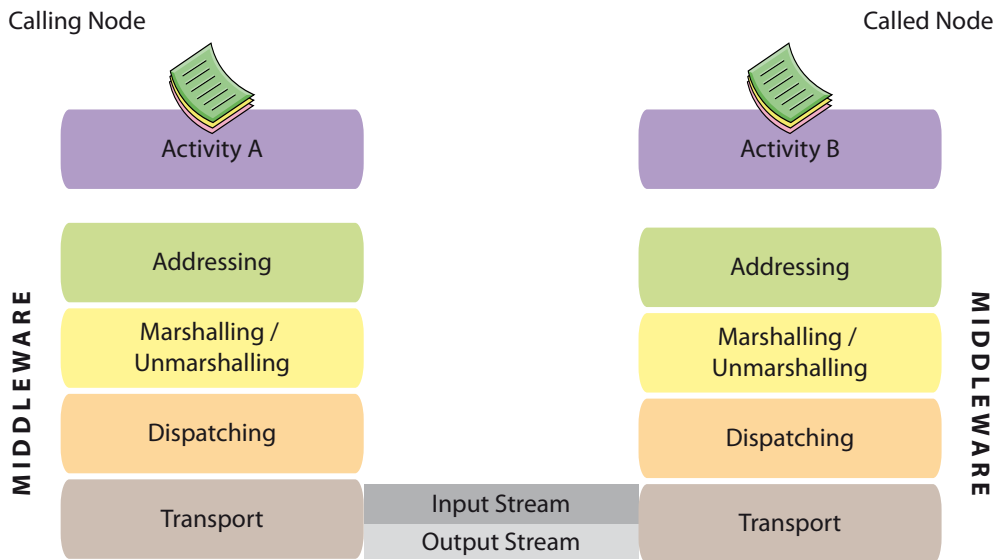 Calling Node
Called Node
Activity A
Activity B
MIDDLEWARE
Addressing
Marshalling /
Unmarshalling
Dispatching
Transport
Input Stream
Output Stream
Addressing
Marshalling /
Unmarshalling
Dispatching
Transport
MIDDLEWARE